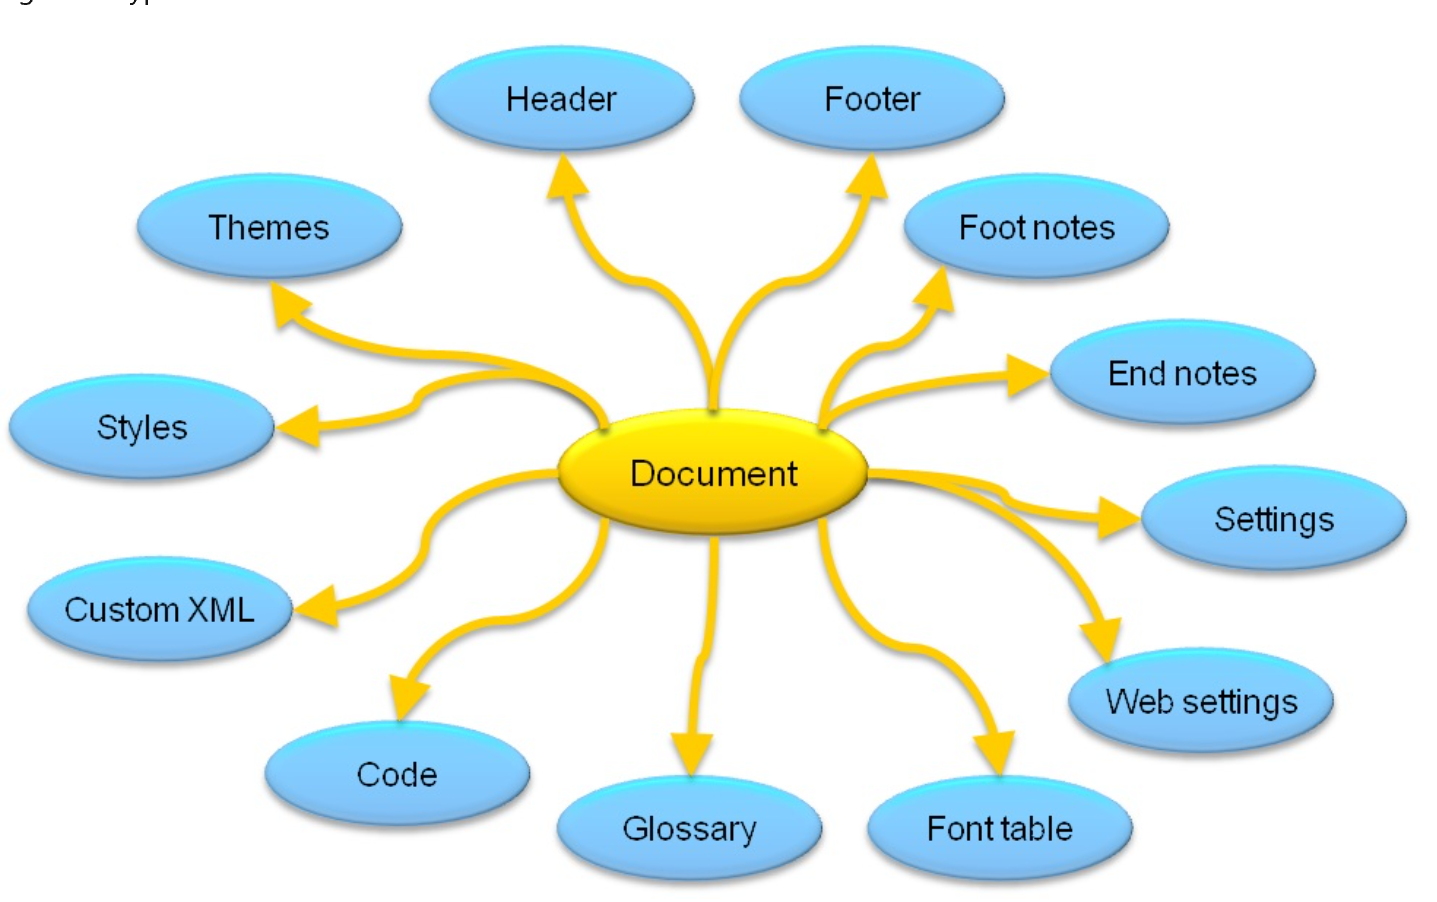 Header
Footer
Themes
Foot notes
End notes
Styles
Document
Settings
Custom XML
Web settings
Code
Glossary
Font table